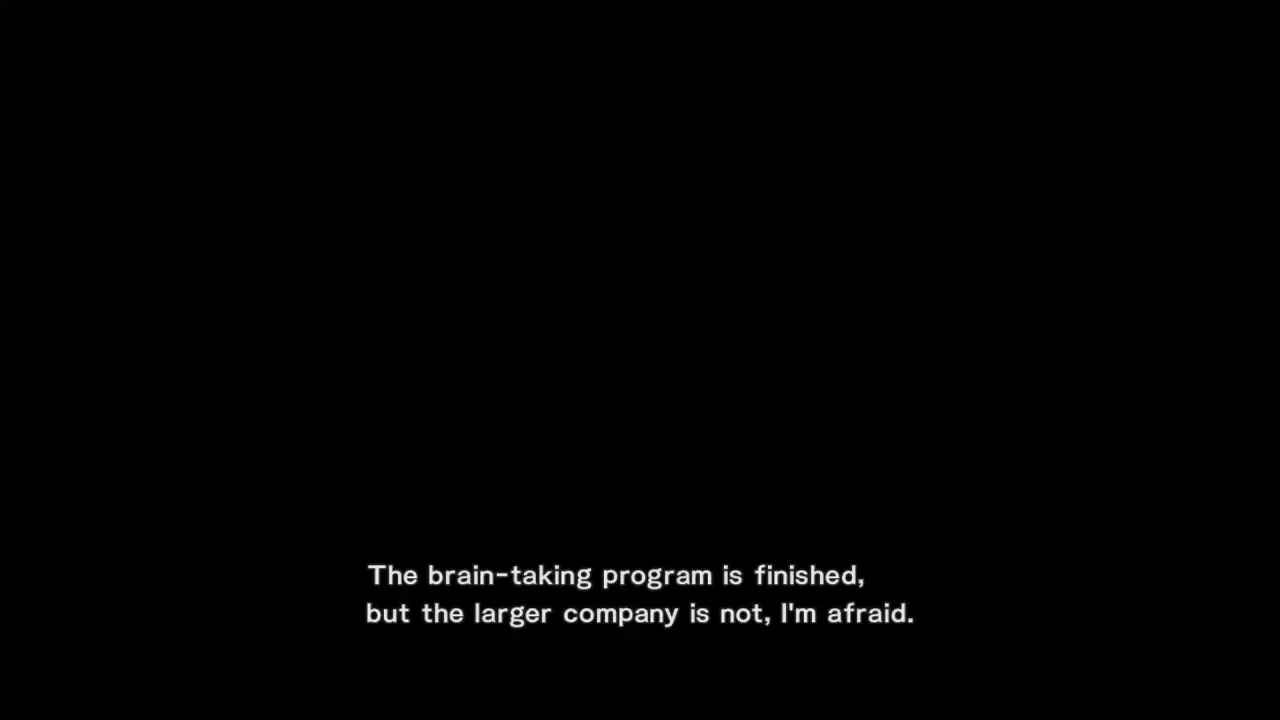 The brain-taking program is finished,
but the larger company is not, I'm afraid.